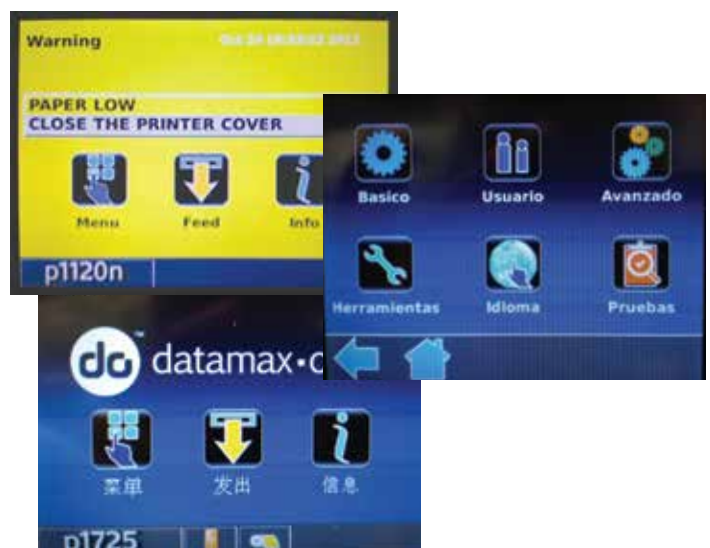 Warning
PAPER LOW
CLOSE THE PRINTER COVER
Menu Feed Info
p1120n
Basico Usuario Avanzado
Herramientas Idioma Pruebas
do datamax•o
菜单 发出 信息
p1725